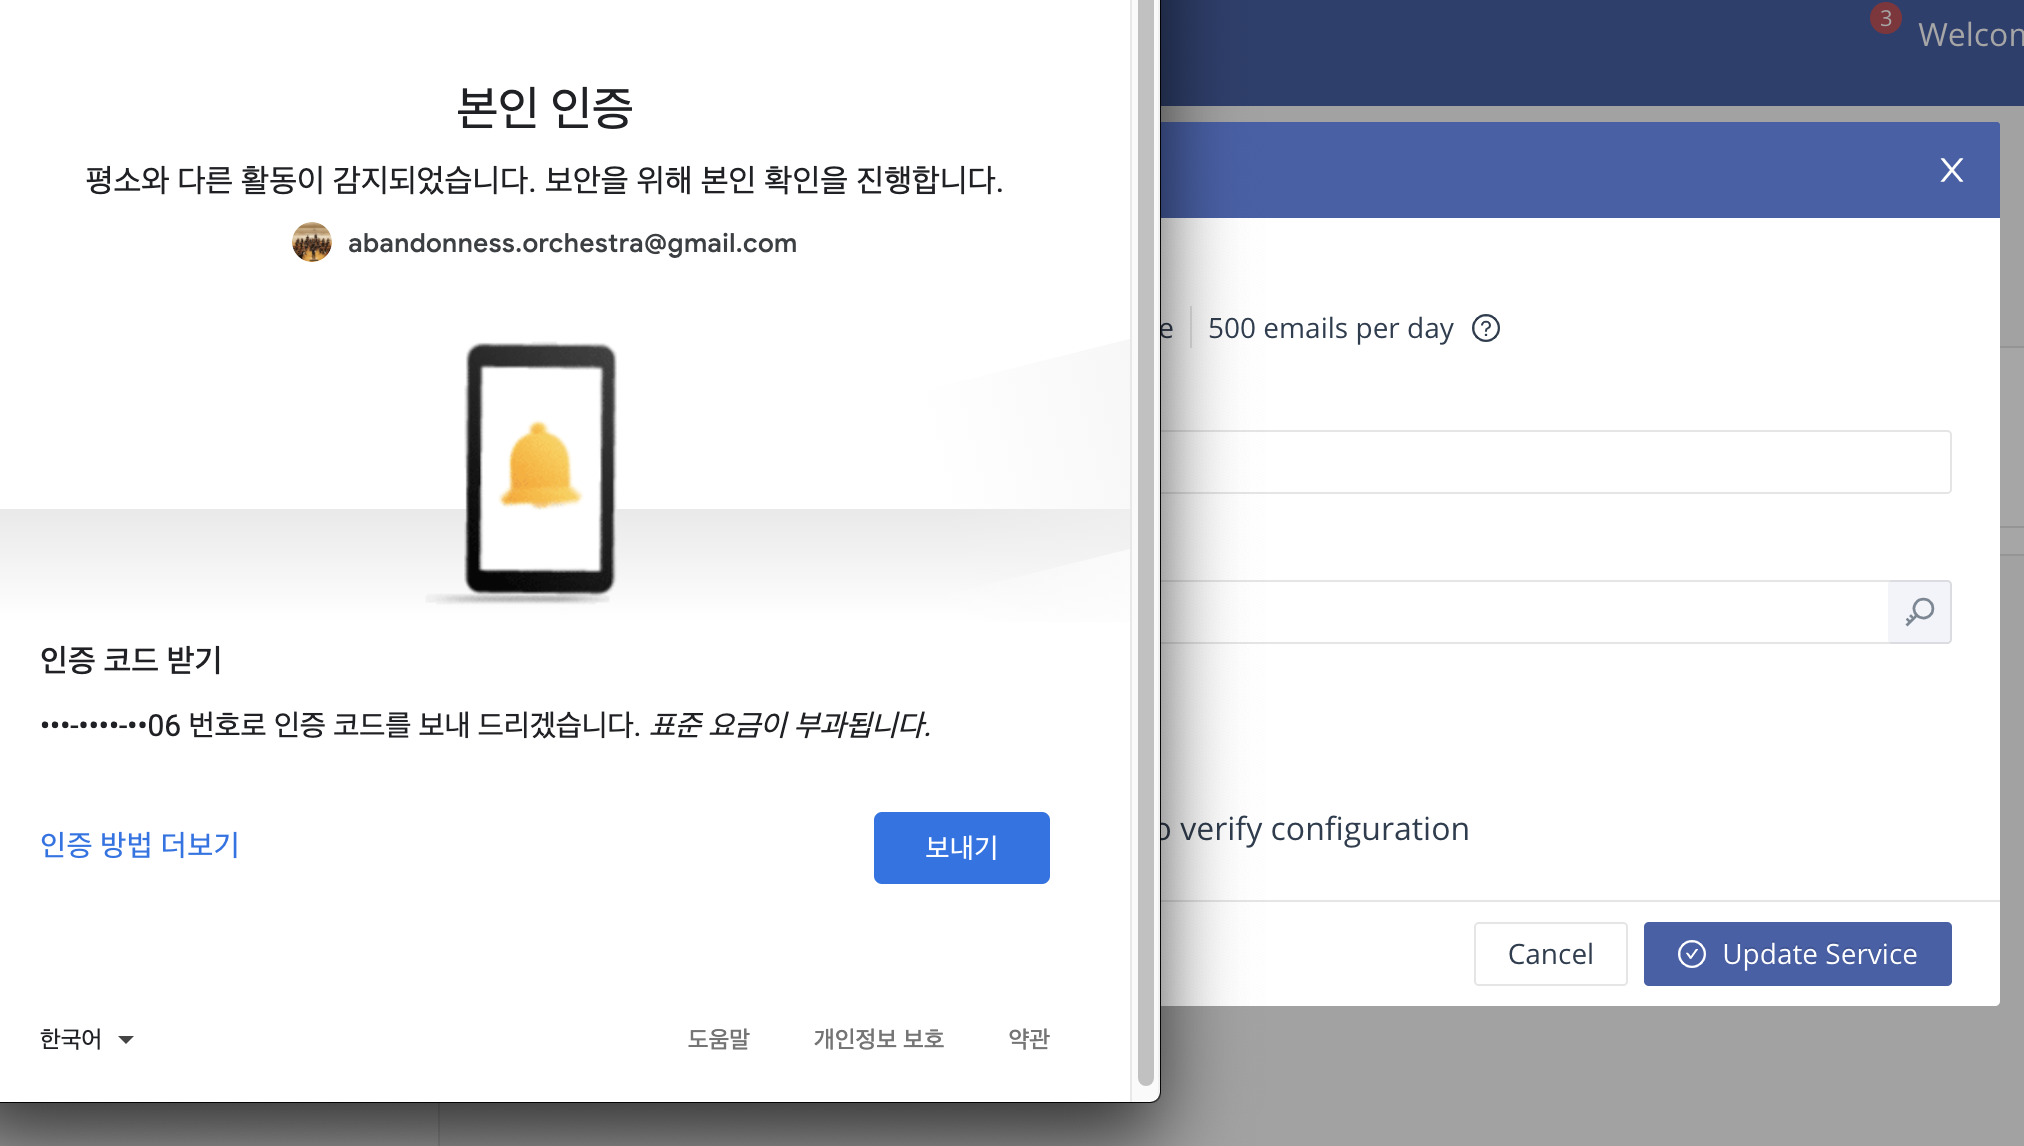 본인 인증
평소와 다른 활동이 감지되었습니다. 보안을 위해 본인 확인을 진행합니다.
abandonness.orchestra@gmail.com
인증 코드 받기
•••-••••-••06 번호로 인증 코드를 보내 드리겠습니다. 표준 요금이 부과됩니다.
인증 방법 더보기
보내기
한국어
도움말
개인정보 보호
약관
3
X
500 emails per day ?
verify configuration
Cancel
Update Service